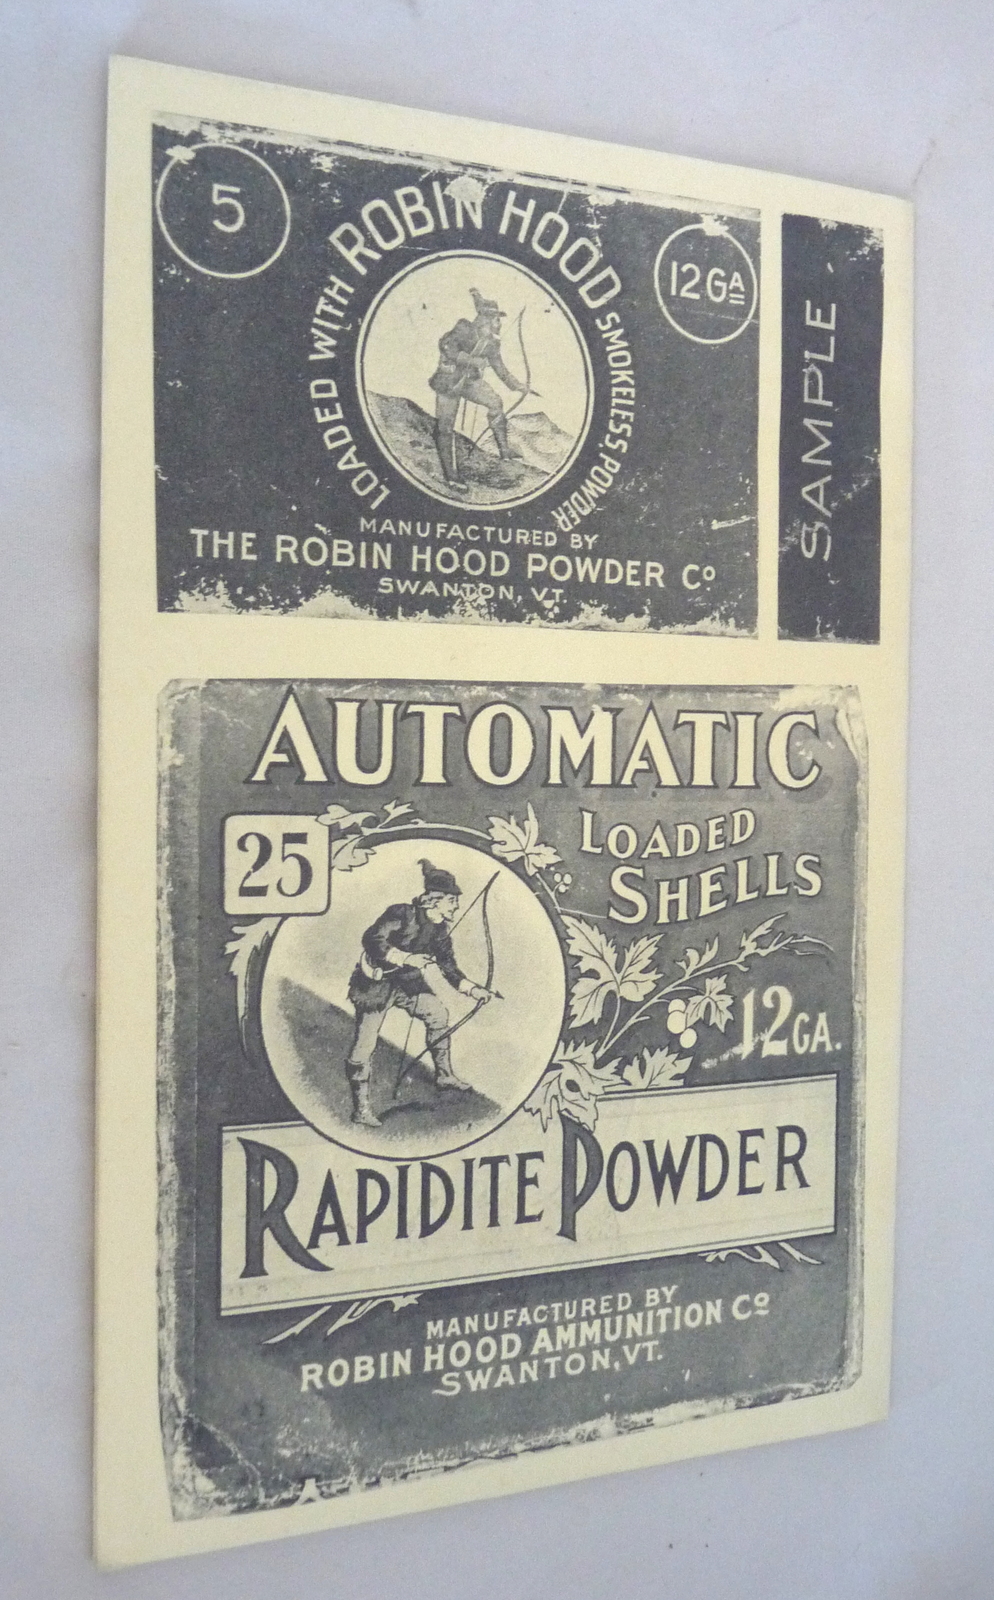 5
LOADED WITH ROBIN HOOD SMOKELESS POWDER
12 GA
MANUFACTURED BY
THE ROBIN HOOD POWDER Cº
SWANTON, VT.
SAMPLE
AUTOMATIC
25
LOADED
SHELLS
12 GA.
RAPIDITE POWDER
MANUFACTURED BY
ROBIN HOOD AMMUNITION Cº
SWANTON, VT.